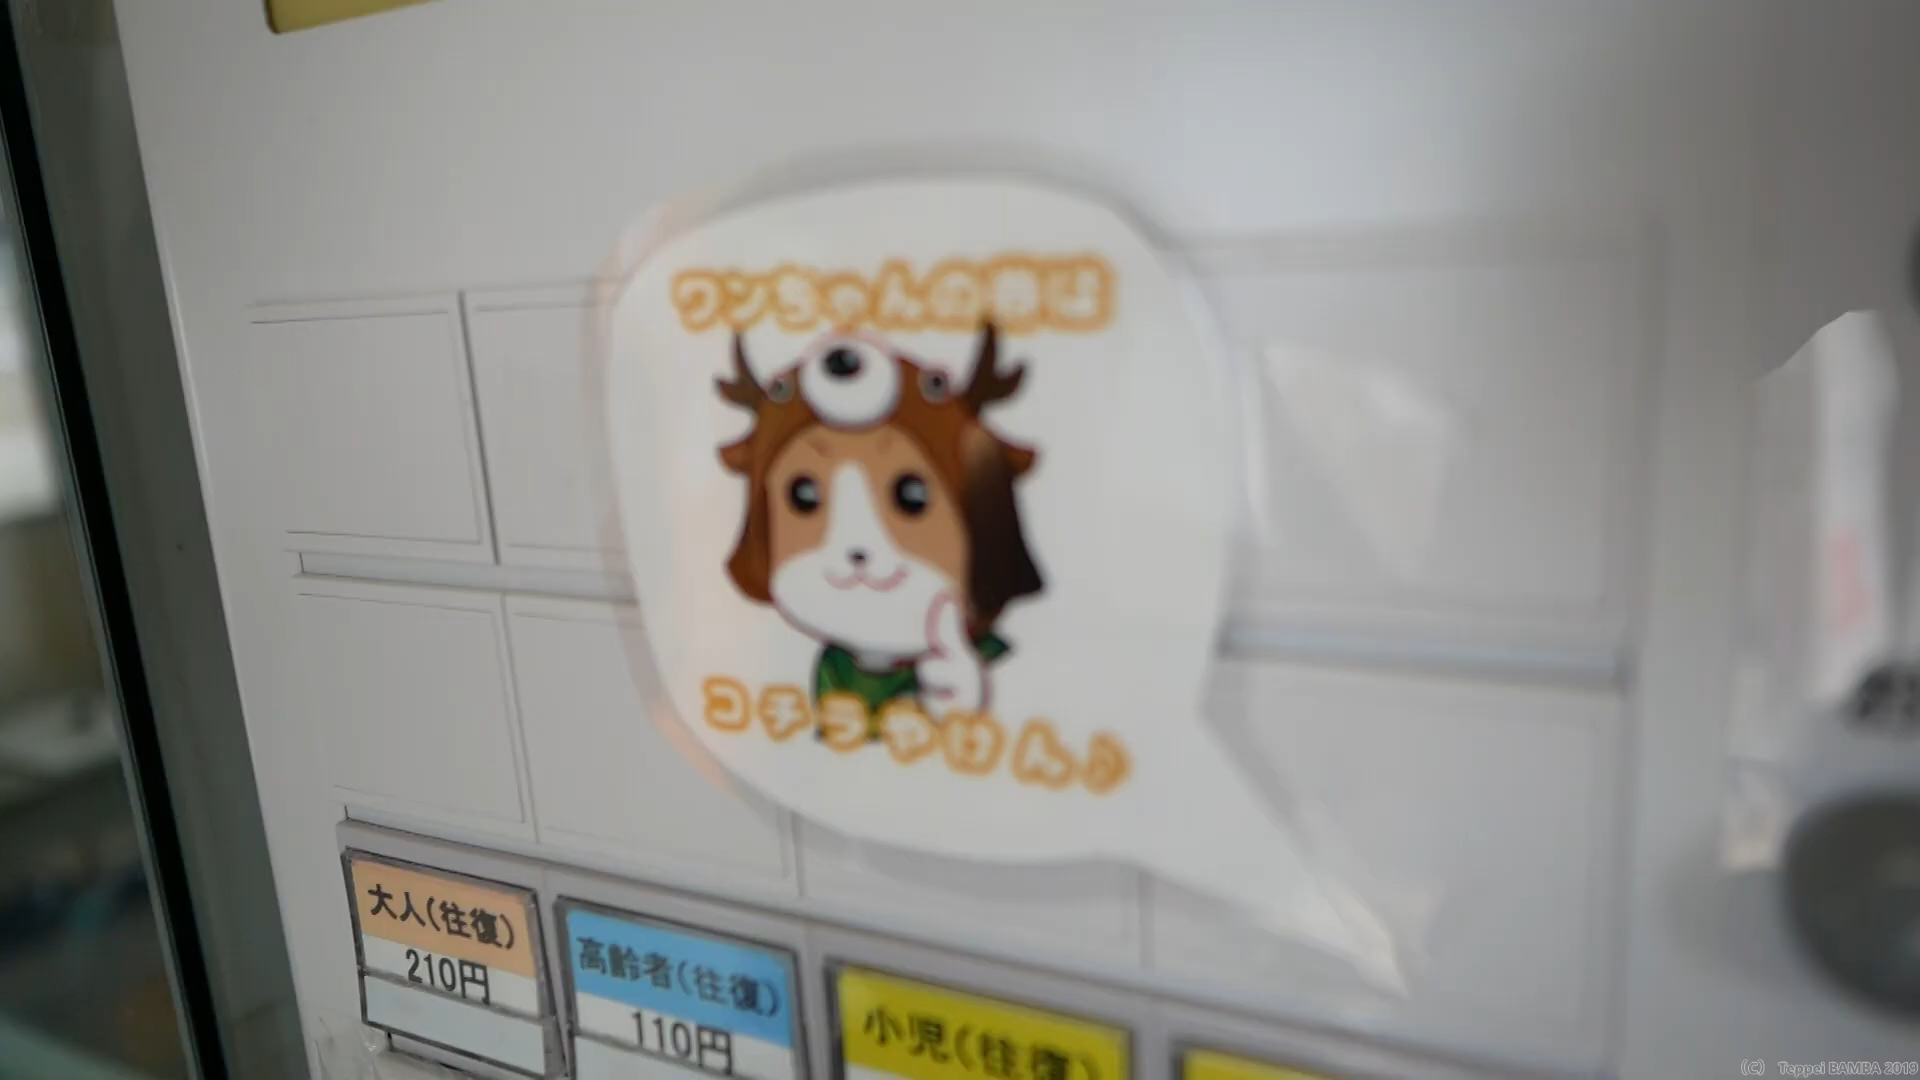 ワンちゃんの券は
コチラやけん♪
大人(往復)
210円
高齢者(往復)
110円
小児(往復)
(C) Teppei BAMBA 2019